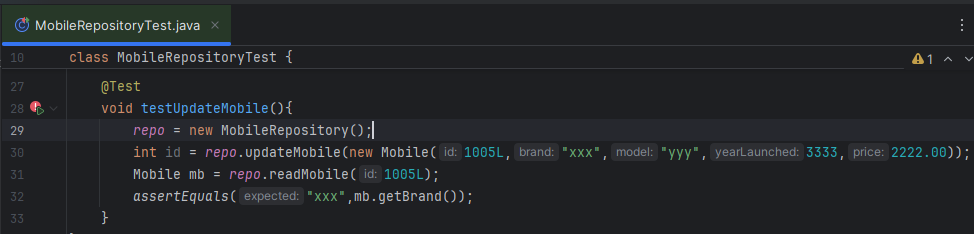 MobileRepositoryTest.java ×
10 class MobileRepositoryTest { 1
27 @Test
28 void testUpdateMobile(){
29 repo = new MobileRepository();
30 int id = repo.updateMobile(new Mobile( id: 1005L, brand: "xxx", model: "yyy", yearLaunched: 3333, price: 2222.00));
31 Mobile mb = repo.readMobile( id: 1005L);
32 assertEquals( expected: "xxx",mb.getBrand());
33 }